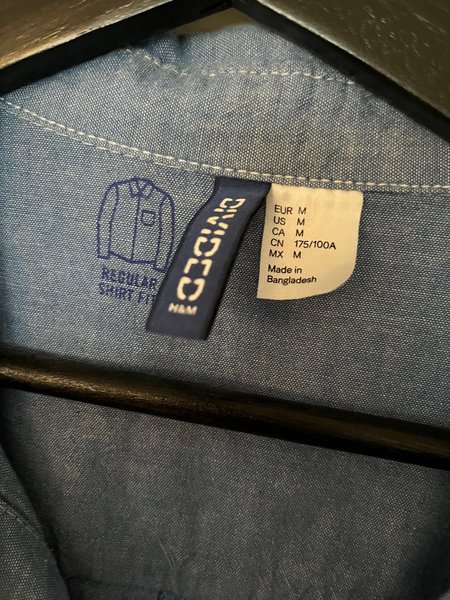 REGULAR
SHIRT FIT
DIVIDED
H&M
EUR M
US M
CA M
CN 175/100A
MX M
Made in
Bangladesh